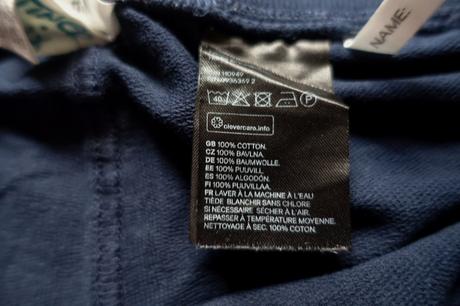 NAME:
40 P
clevercare.info
GB 100% COTTON.
CZ 100% BAVLNA.
DE 100% BAUMWOLLE.
EE 100% PUUVILL.
ES 100% ALGODÓN.
FI 100% PUUVILLAA.
FR LAVER À LA MACHINE À L'EAU
TIÈDE BLANCHIR SANS CHLORE
SI NÉCESSAIRE. SÉCHER À L'AIR.
REPASSER À TEMPÉRATURE MOYENNE.
NETTOYAGE À SEC. 100% COTON.